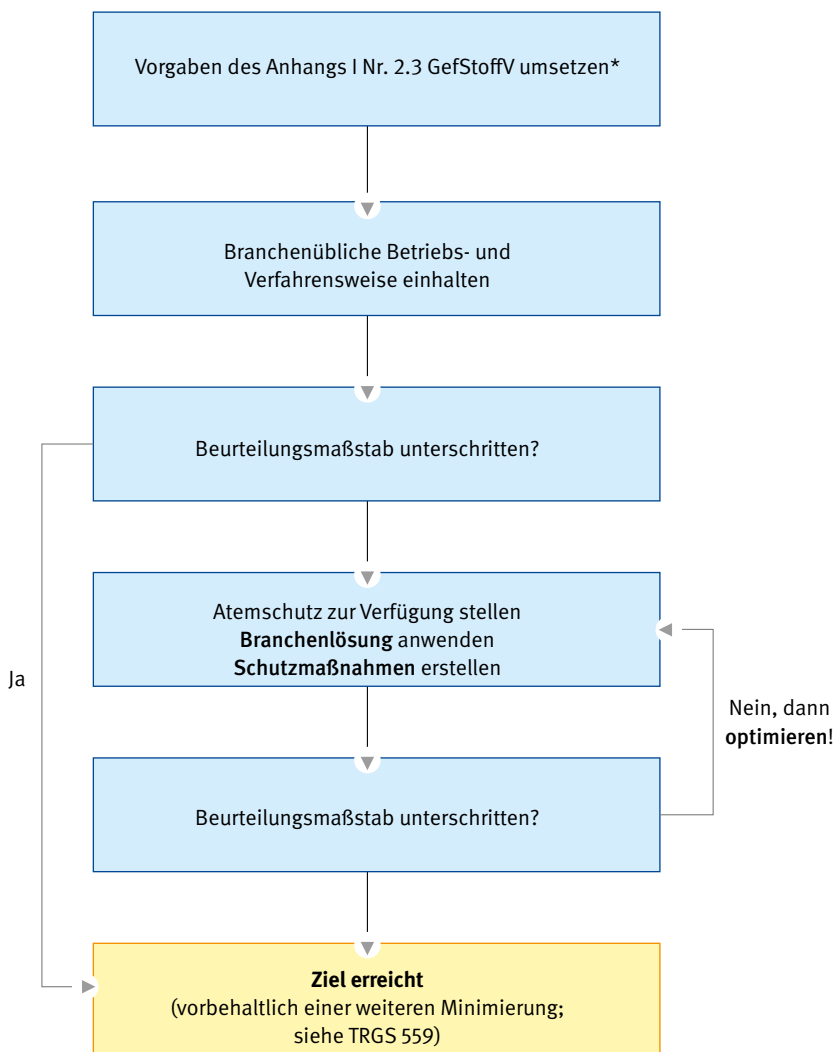 Vorgaben des Anhangs I Nr. 2.3 GefStoffV umsetzen*
Branchenübliche Betriebs- und
Verfahrensweise einhalten
Beurteilungsmaßstab unterschritten?
Atemschutz zur Verfügung stellen
Branchenlösung anwenden
Schutzmaßnahmen erstellen
Ja
Nein, dann
optimieren!
Beurteilungsmaßstab unterschritten?
Ziel erreicht
(vorbehaltlich einer weiteren Minimierung;
siehe TRGS 559)